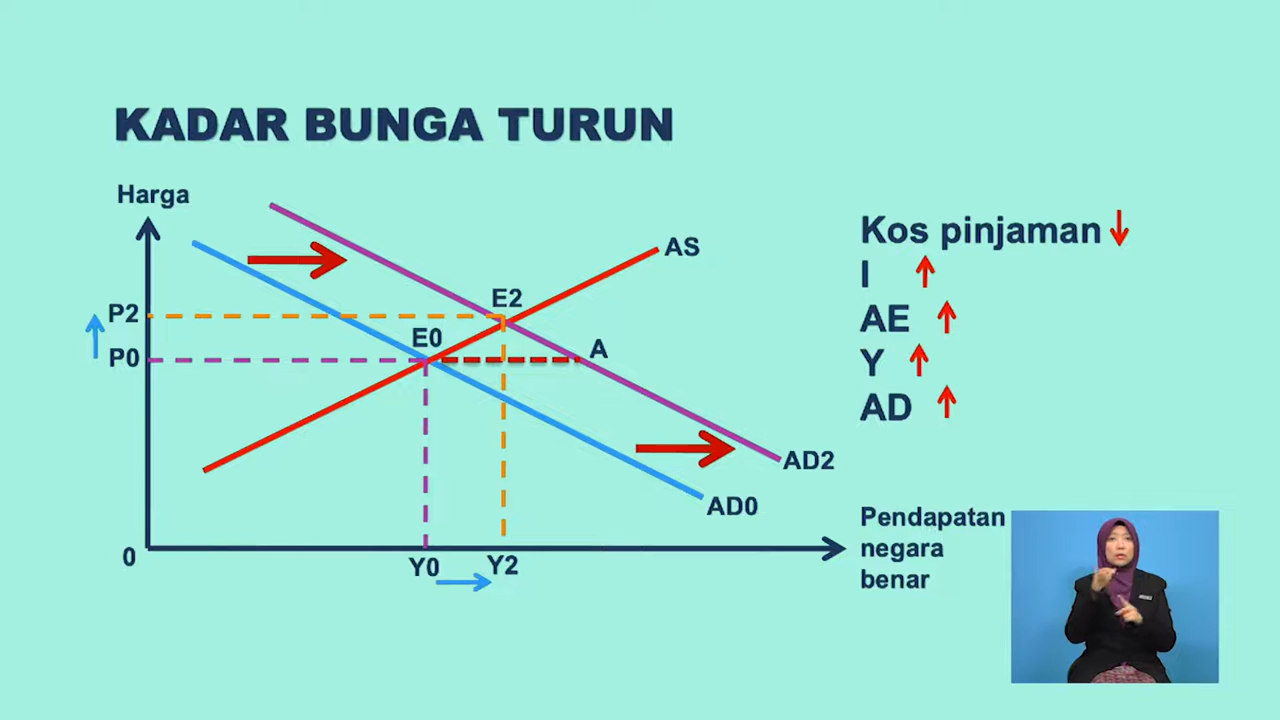 KADAR BUNGA TURUN
Harga
AS
P2
E2
E0
P0
A
AD2
AD0
0
Y0
Y2
Kos pinjaman
I
AE
Y
AD
Pendapatan
negara
benar